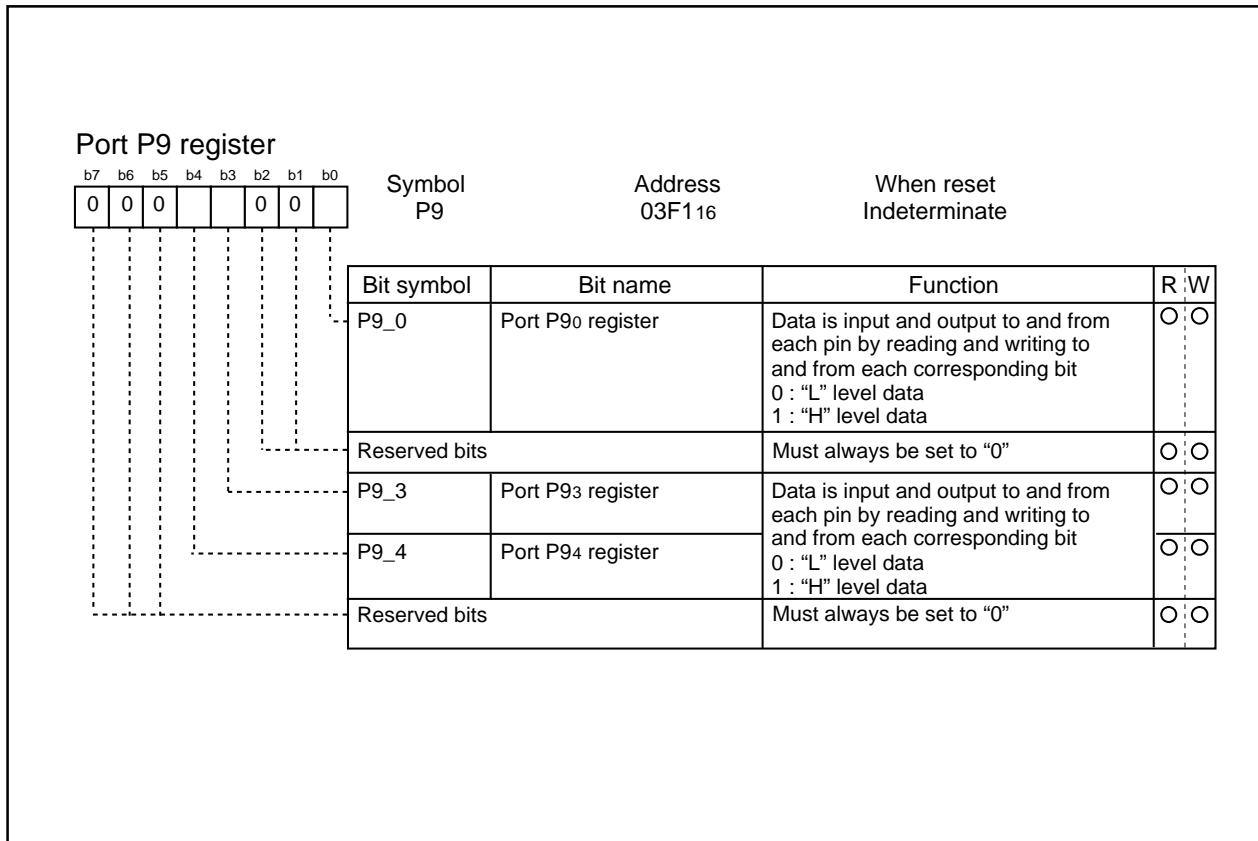 Port P9 register
b7 b6 b5 b4 b3 b2 b1 b0
Symbol Address When reset
0 0 0 0 0
P9 03F116 Indeterminate
Bit symbol Bit name Function R W
P9_0 Port P90 register Data is input and output to and from
each pin by reading and writing to
and from each corresponding bit
0 : “L” level data
1 : “H” level data
Reserved bits Must always be set to “0”
P9_3 Port P93 register Data is input and output to and from
each pin by reading and writing to
and from each corresponding bit
P9_4 Port P94 register
0 : “L” level data
1 : “H” level data
Reserved bits Must always be set to “0”